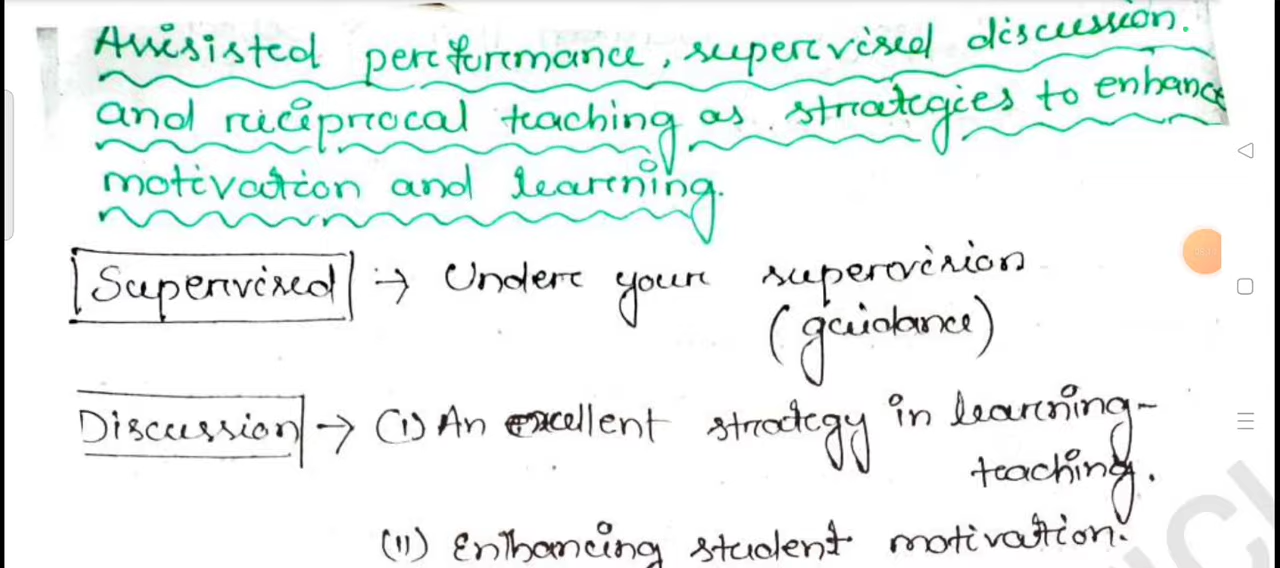 Assisted performance, supervised discussion.
and reciprocal teaching as strategies to enhance
motivation and learning.
Supervised → Under your supervision
(guidance)
Discussion → (i) An excellent strategy in learning-
teaching.
(ii) Enhancing student motivation.